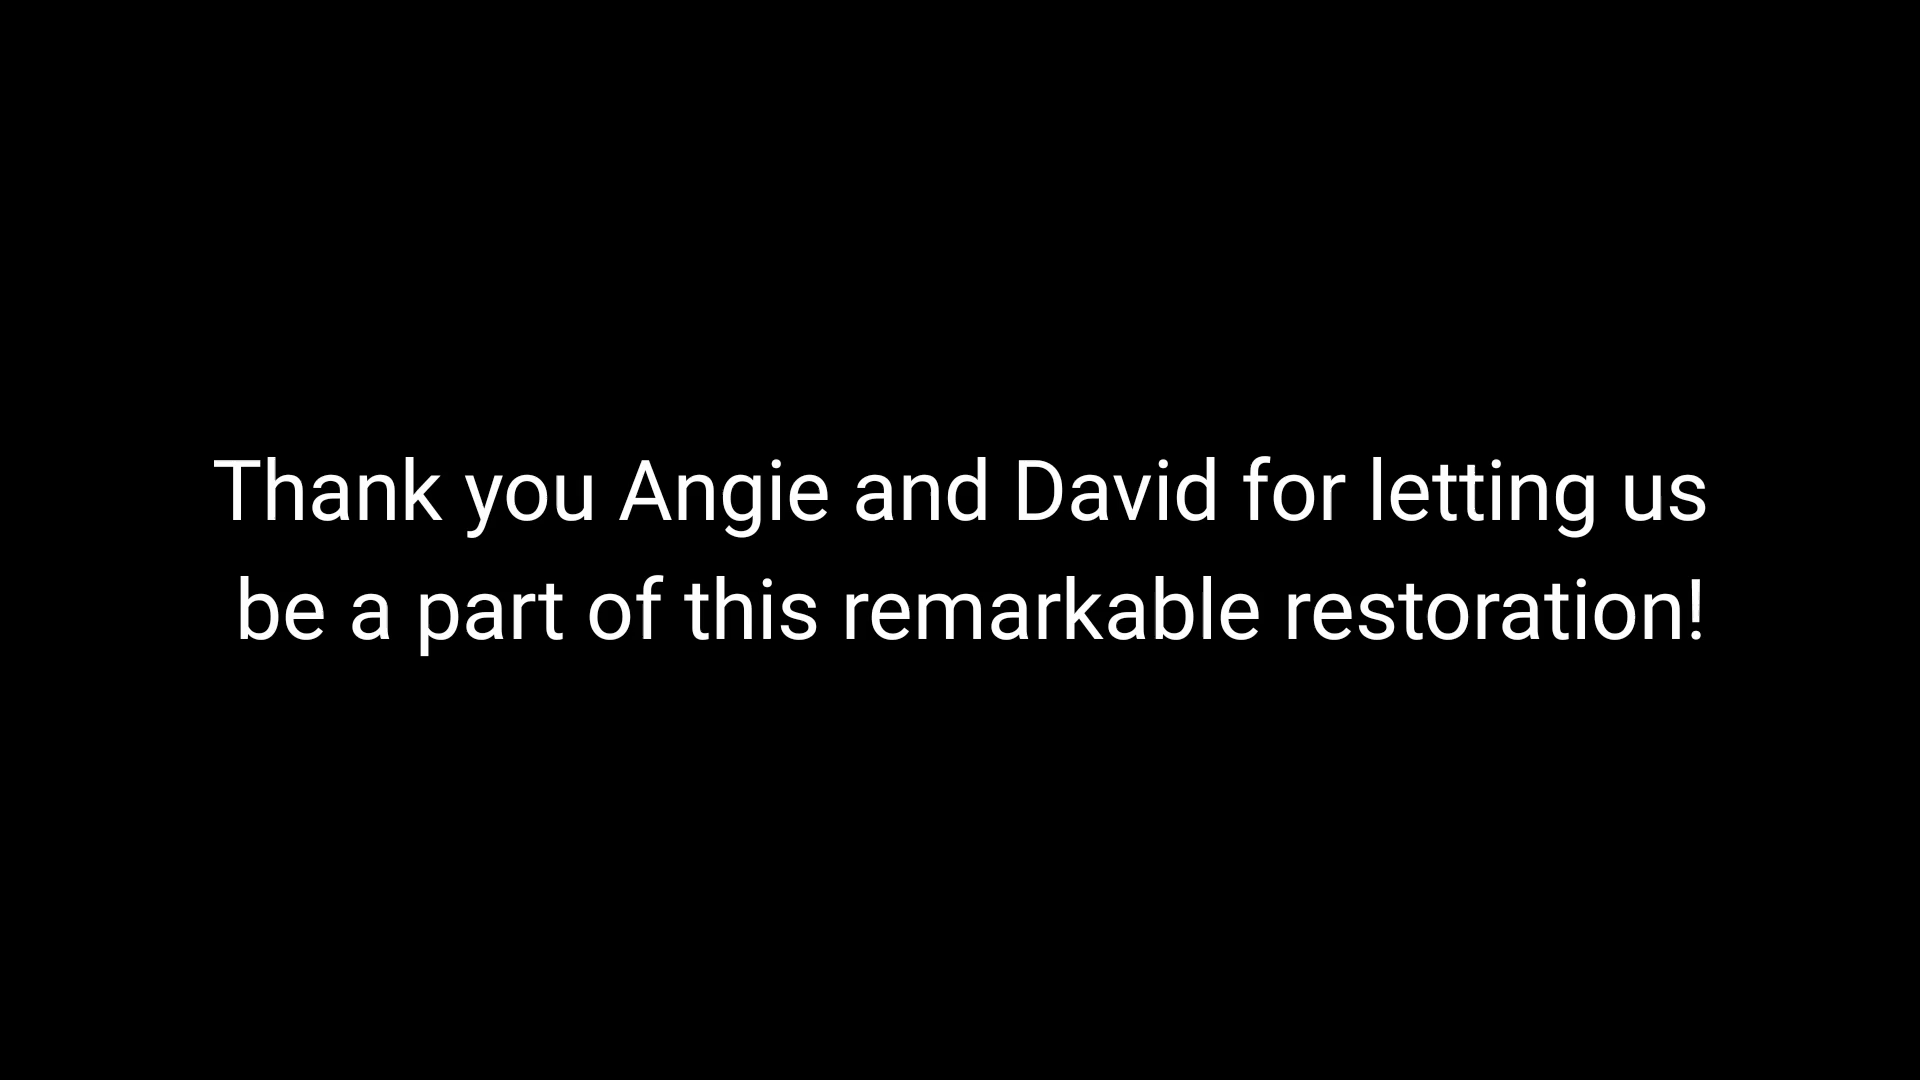 Thank you Angie and David for letting us
be a part of this remarkable restoration!